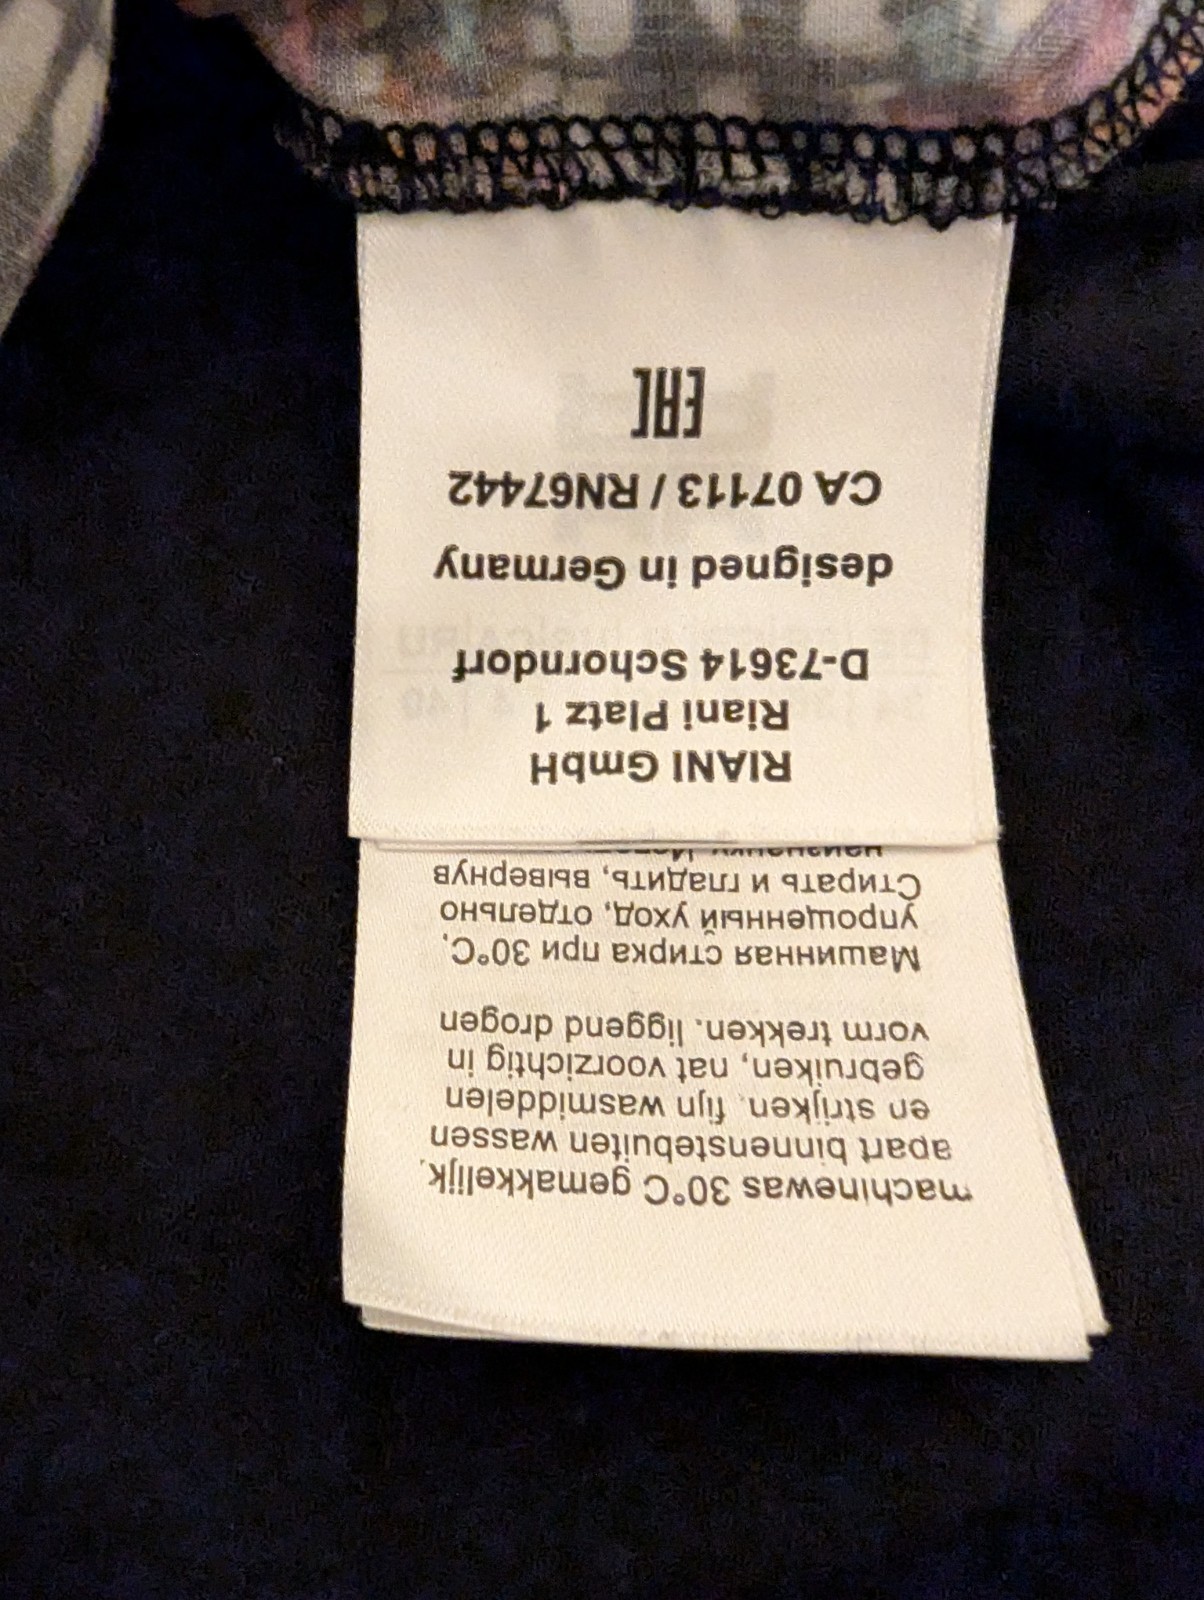 machinewas 30°C gemakkelijk,
apart binnenstebuiten wassen
en strijken. fijn wasmiddelen
gebruiken, nat voorzichtig in
vorm trekken. liggend drogen
Машинная стирка при 30°C,
упрощенный уход, отдельно
Стирать и гладить, вывернув
наизнанку.
RIANI GmbH
Riani Platz 1
D-73614 Schorndorf
designed in Germany
CA 07113 / RN67442
EAC